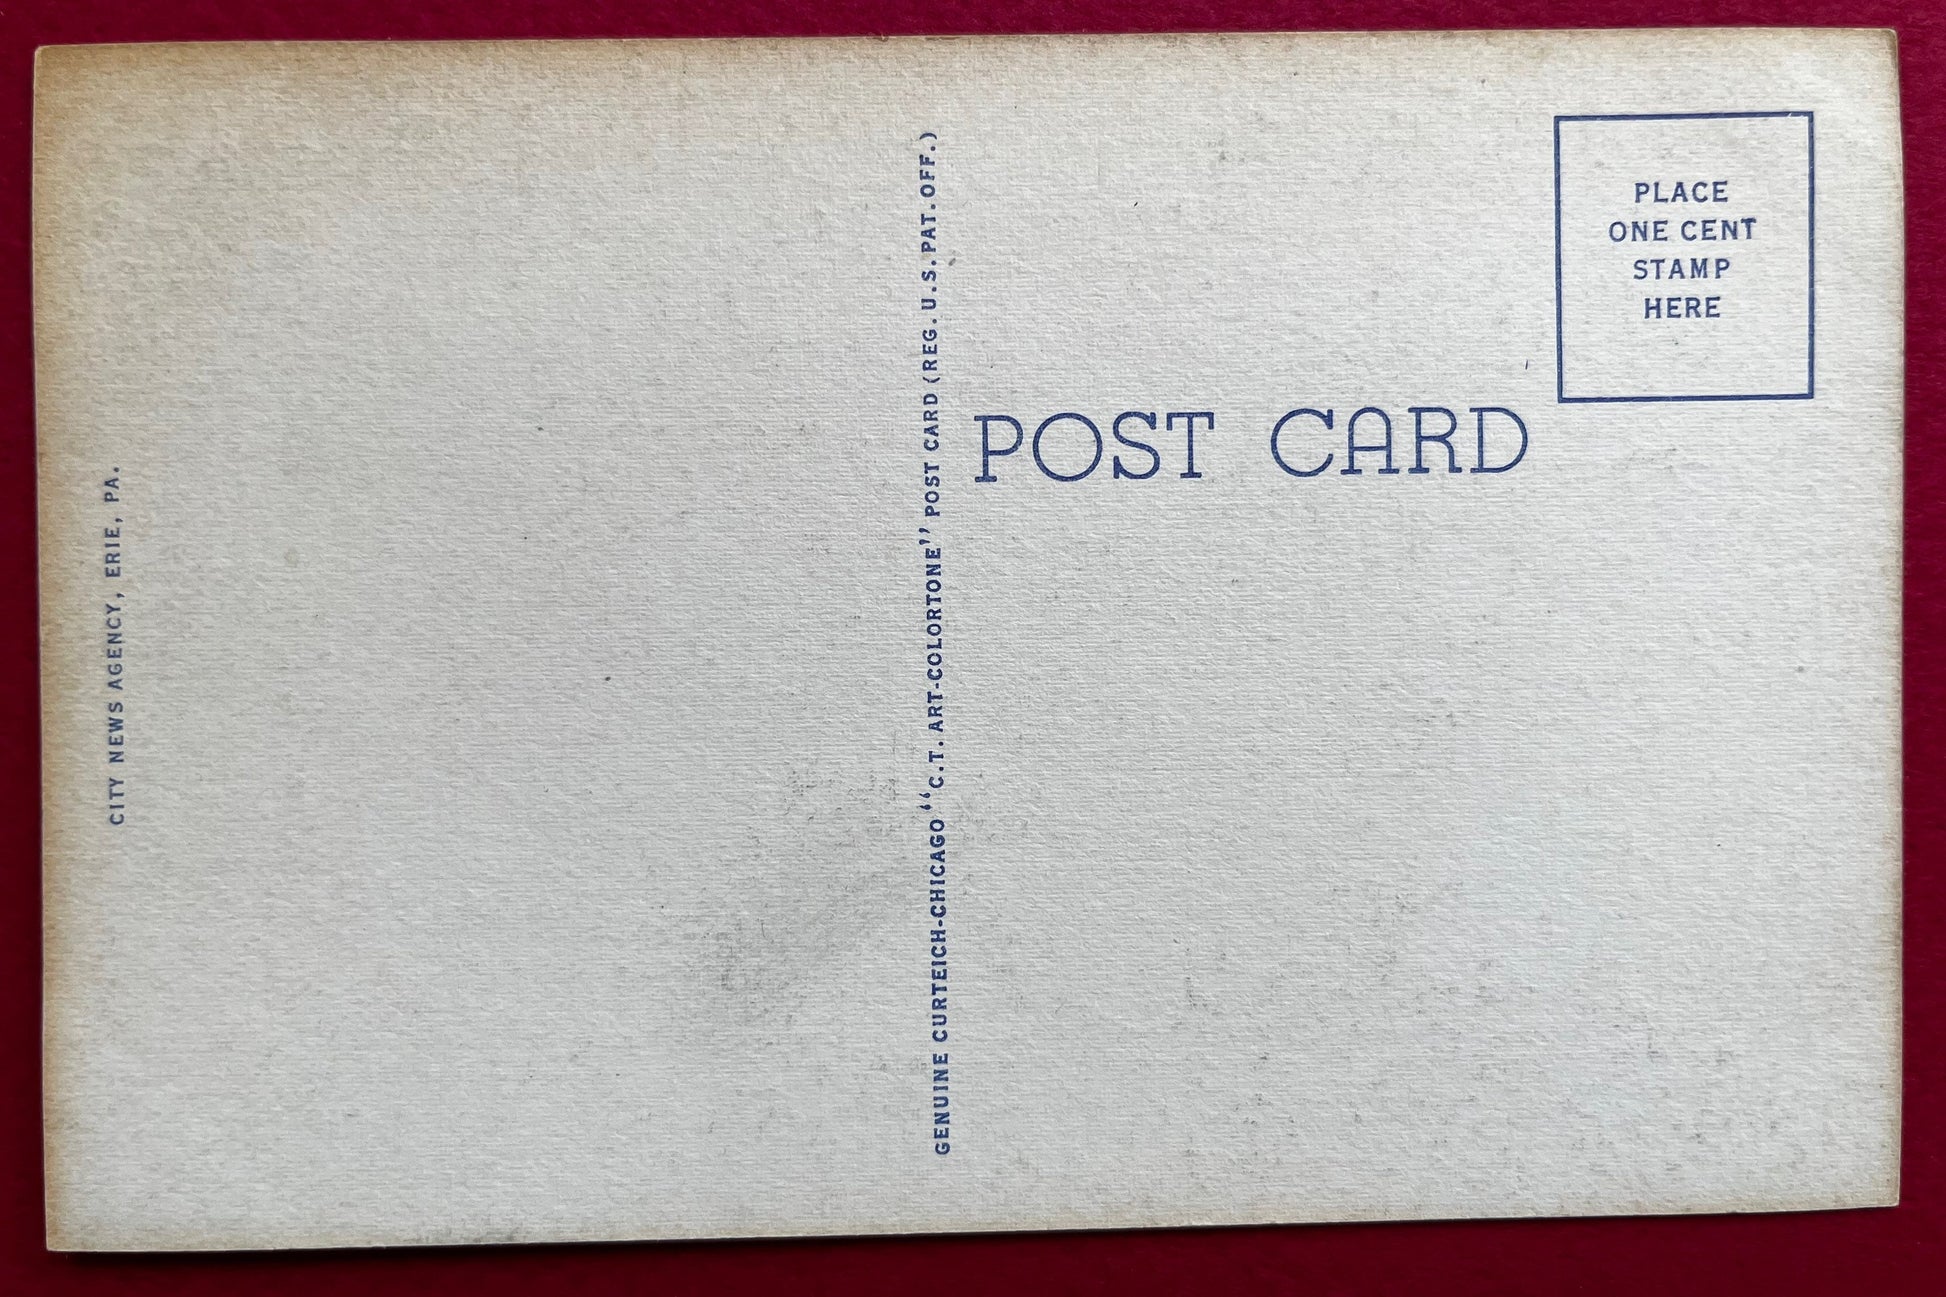 CITY NEWS AGENCY, ERIE, PA.
GENUINE CURTEICH-CHICAGO "C.T. ART-COLORTONE" POST CARD (REG. U.S. PAT. OFF.)
POST CARD
PLACE
ONE CENT
STAMP
HERE